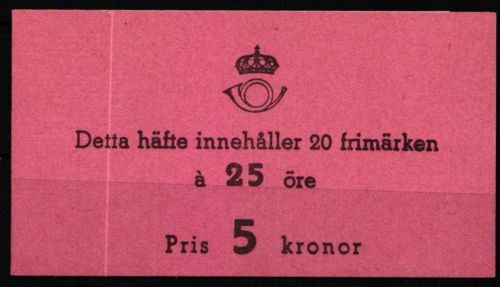 Detta häfte innehåller 20 frimärken
à 25 öre
Pris 5 kronor